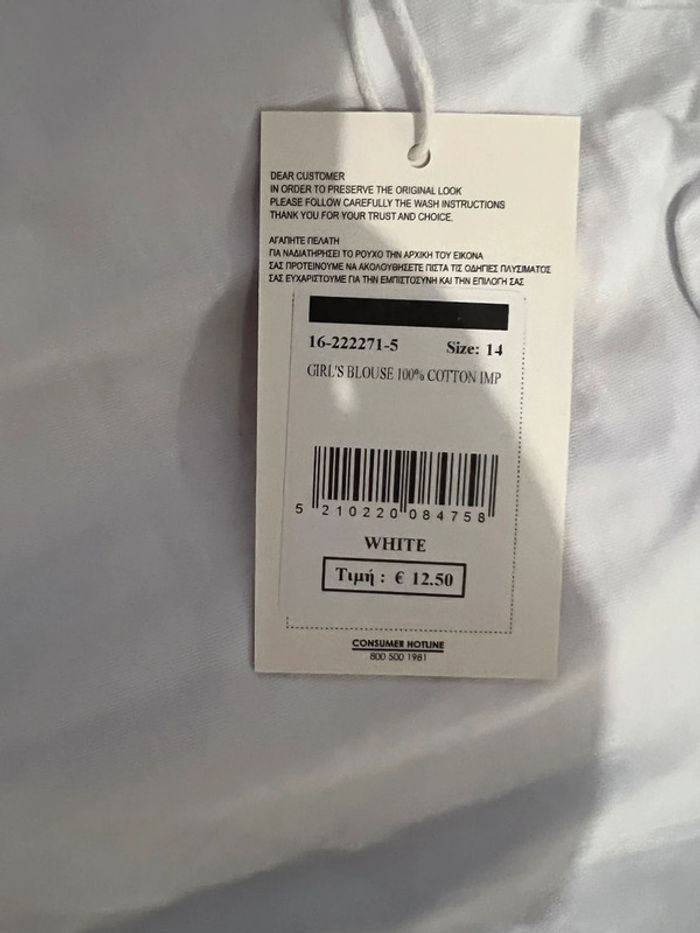 DEAR CUSTOMER
IN ORDER TO PRESERVE THE ORIGINAL LOOK
PLEASE FOLLOW CAREFULLY THE WASH INSTRUCTIONS
THANK YOU FOR YOUR TRUST AND CHOICE.
ΑΓΑΠΗΤΕ ΠΕΛΑΤΗ
ΓΙΑ ΝΑΔΙΑΤΗΡΗΣΕΙ ΤΟ ΡΟΥΧΟ ΤΗΝ ΑΡΧΙΚΗ ΤΟΥ ΕΙΚΟΝΑ
ΣΑΣ ΠΡΟΤΕΙΝΟΥΜΕ ΝΑ ΑΚΟΛΟΥΘΗΣΕΤΕ ΠΙΣΤΑ ΤΙΣ ΟΔΗΓΙΕΣ ΠΛΥΣΙΜΑΤΟΣ
ΣΑΣ ΕΥΧΑΡΙΣΤΟΥΜΕ ΓΙΑ ΤΗΝ ΕΜΠΙΣΤΟΣΥΝΗ ΚΑΙ ΤΗΝ ΕΠΙΛΟΓΗ ΣΑΣ
16-222271-5 Size: 14
GIRL'S BLOUSE 100% COTTON IMP
5 210220 084758
WHITE
Τιμή : € 12.50
CONSUMER HOTLINE
800 500 1981